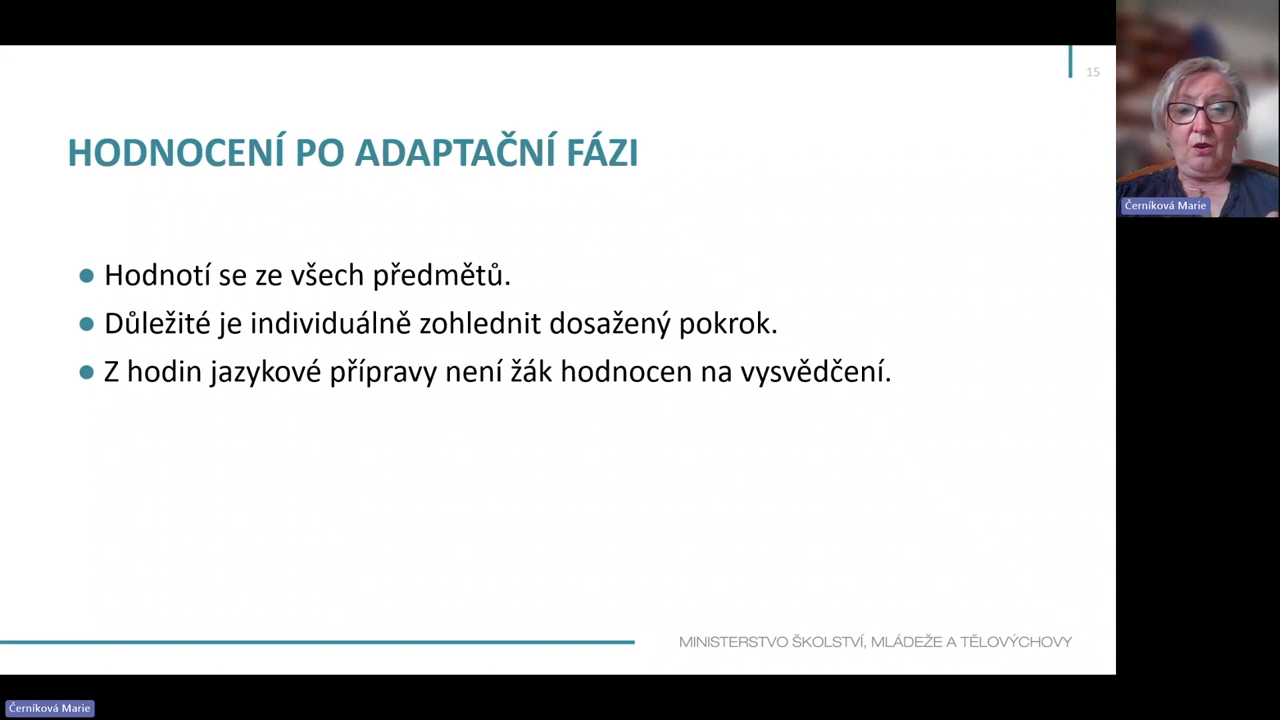 15
HODNOCENÍ PO ADAPTAČNÍ FÁZI
Hodnotí se ze všech předmětů.
Důležité je individuálně zohlednit dosažený pokrok.
Z hodin jazykové přípravy není žák hodnocen na vysvědčení.
MINISTERSTVO ŠKOLSTVÍ, MLÁDEŽE A TĚLOVÝCHOVY
Černíková Marie
Černíková Marie